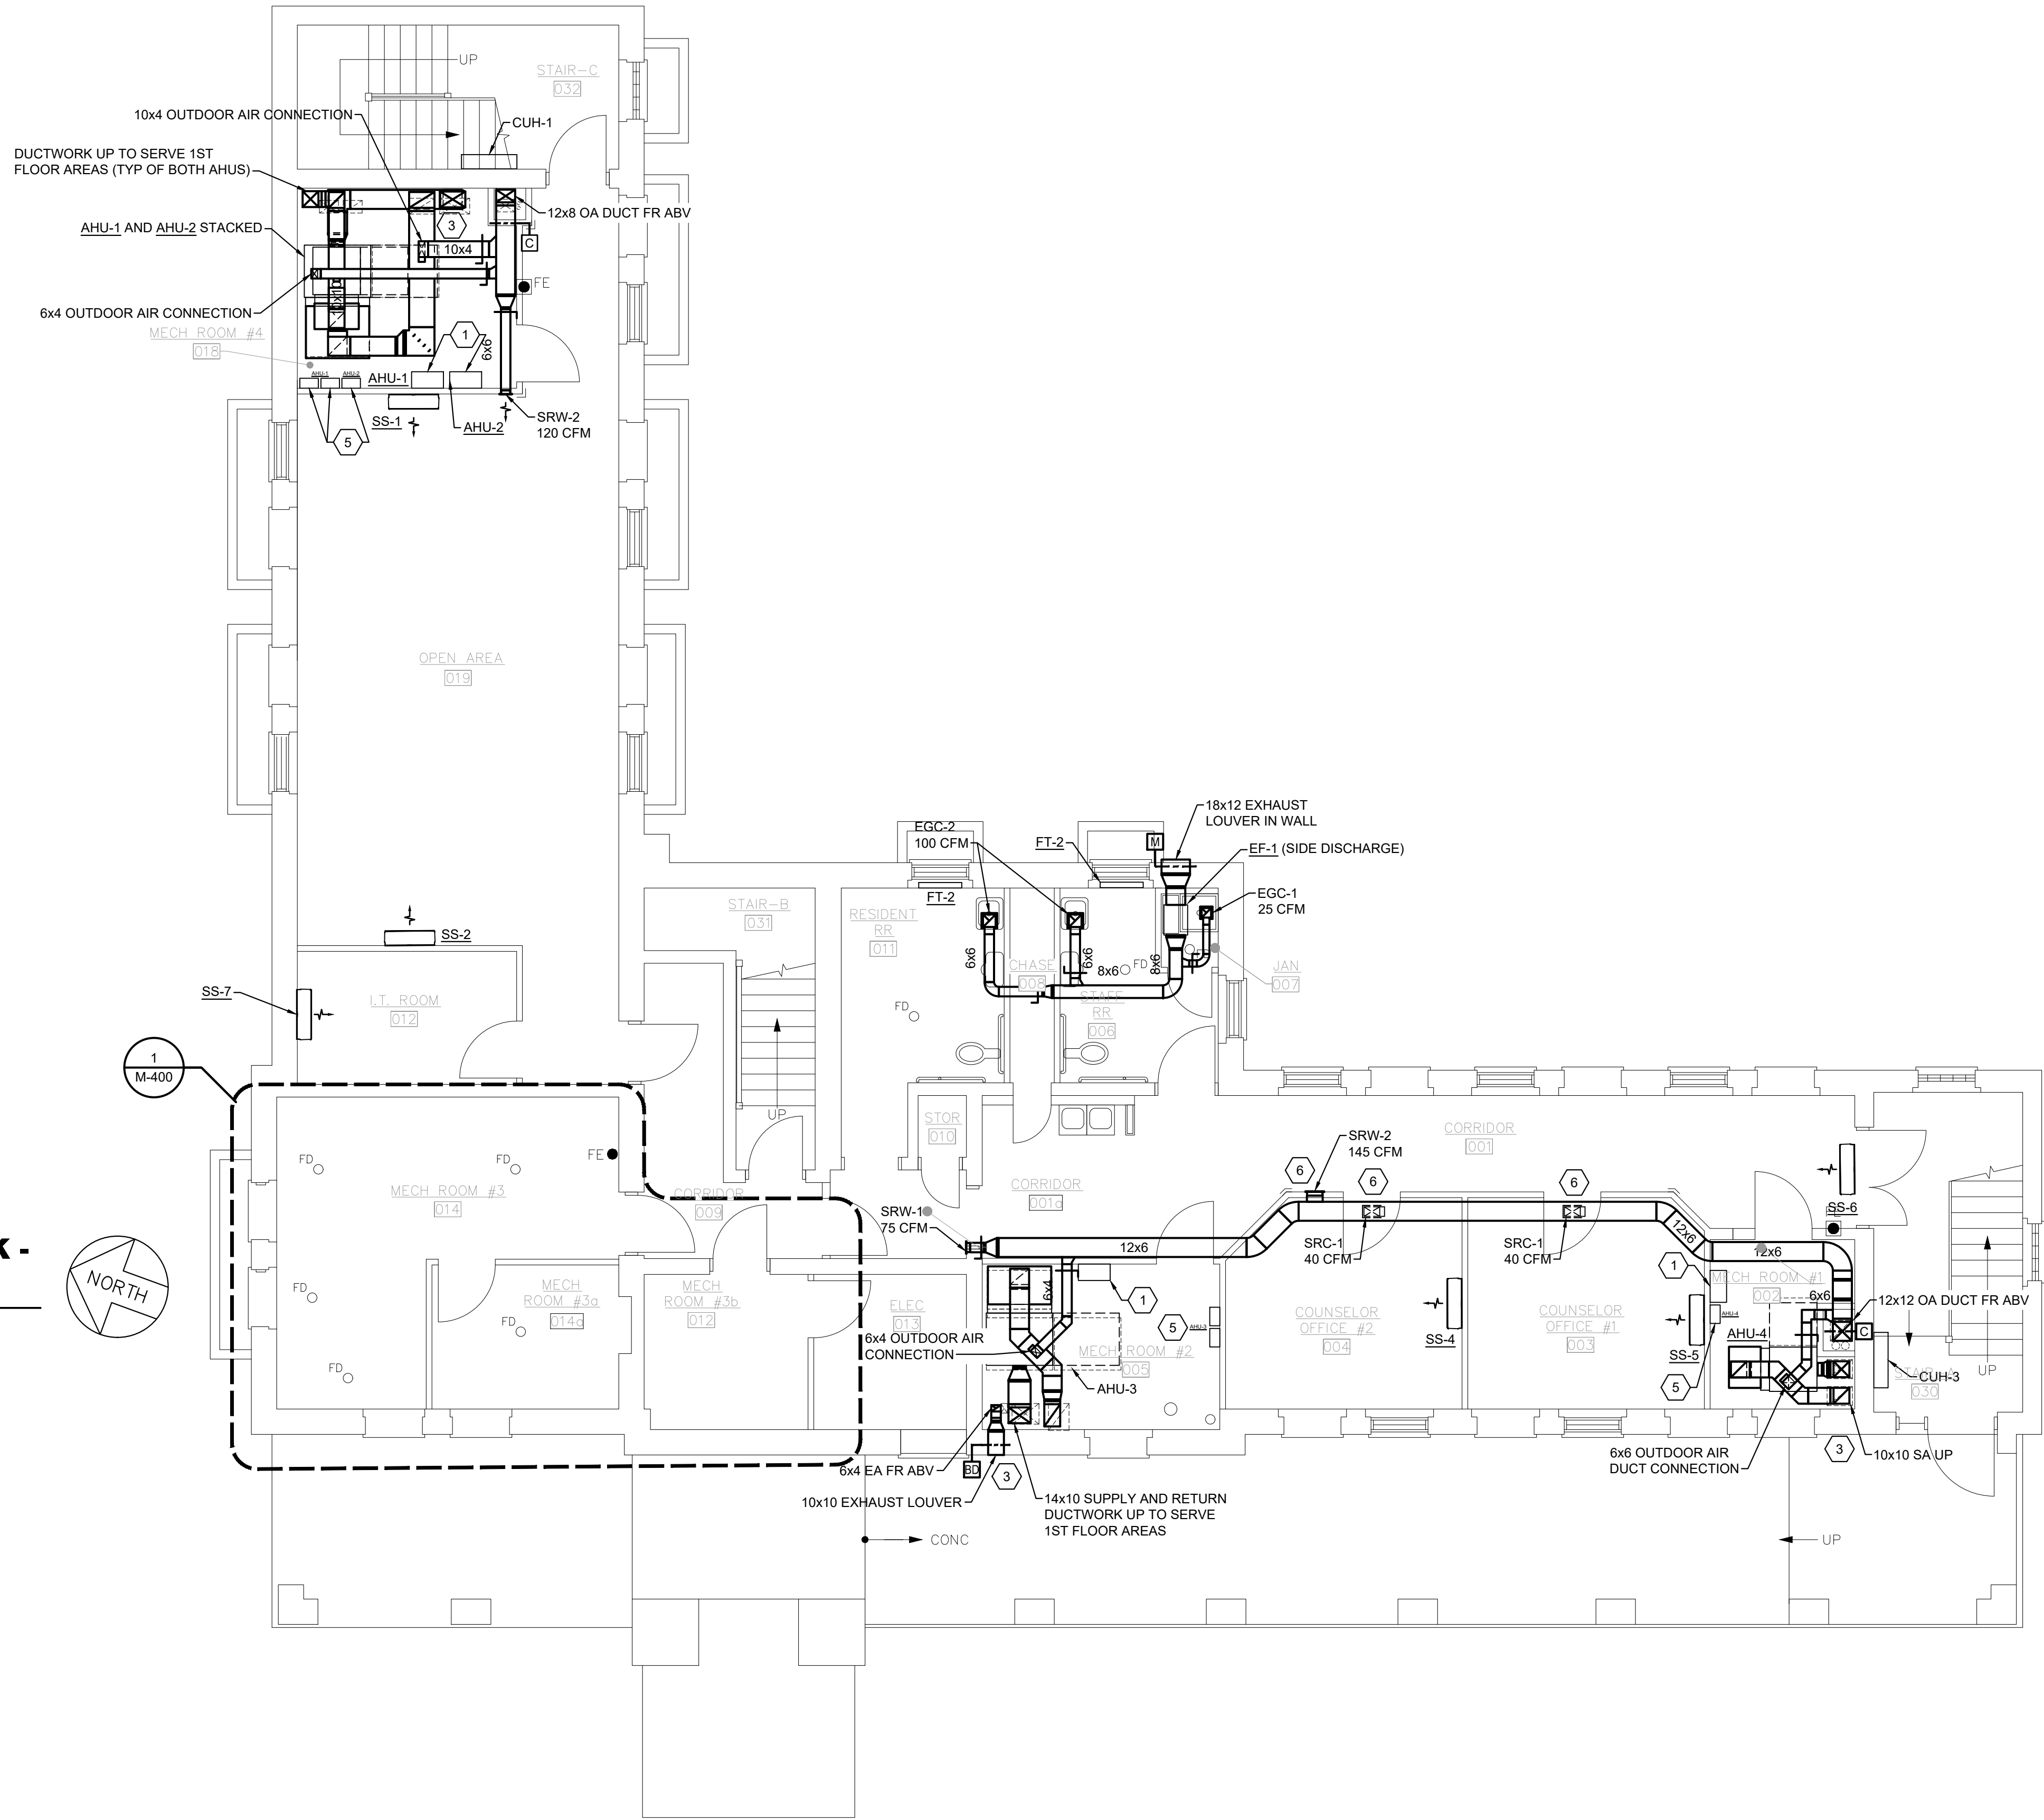 UP
STAIR-C
032
10x4 OUTDOOR AIR CONNECTION
CUH-1
DUCTWORK UP TO SERVE 1ST
FLOOR AREAS (TYP OF BOTH AHUS)
12x8 OA DUCT FR ABV
3
AHU-1 AND AHU-2 STACKED
C
10x4
FE
6x4 OUTDOOR AIR CONNECTION
MECH ROOM #4
018
1
6x6
AHU-1
AHU-2
AHU-1
SS-1
AHU-2
SRW-2
120 CFM
5
OPEN AREA
019
18x12 EXHAUST
LOUVER IN WALL
EGC-2
100 CFM
FT-2
M
EF-1 (SIDE DISCHARGE)
FT-2
EGC-1
25 CFM
STAIR-B
031
RESIDENT
RR
011
SS-2
6x6
6x6
8x6
FD
8x6
CHASE
008
JAN
007
SS-7
I.T. ROOM
012
STAFF
RR
006
FD
1
M-400
UP
STOR
010
CORRIDOR
001
SRW-2
145 CFM
FD
FD
FE
6
6
6
MECH ROOM #3
014
CORRIDOR
009
CORRIDOR
001a
SRW-1
75 CFM
SS-6
12x6
SRC-1
40 CFM
SRC-1
40 CFM
12x6
12x6
K-
NORTH
FD
MECH
ROOM #3a
014a
MECH
ROOM #3b
012
ELEC
013
6x4
1
1
MECH ROOM #1
002
6x6
12x12 OA DUCT FR ABV
C
COUNSELOR
OFFICE #2
004
COUNSELOR
OFFICE #1
003
SS-4
5
AHU-3
AHU-4
AHU-4
SS-5
FD
6x4 OUTDOOR AIR
CONNECTION
MECH ROOM #2
005
AHU-3
FD
5
CUH-3
STAIR-A
030
UP
6x6 OUTDOOR AIR
DUCT CONNECTION
3
10x10 SA UP
6x4 EA FR ABV
BD
3
10x10 EXHAUST LOUVER
14x10 SUPPLY AND RETURN
DUCTWORK UP TO SERVE
1ST FLOOR AREAS
CONC
UP